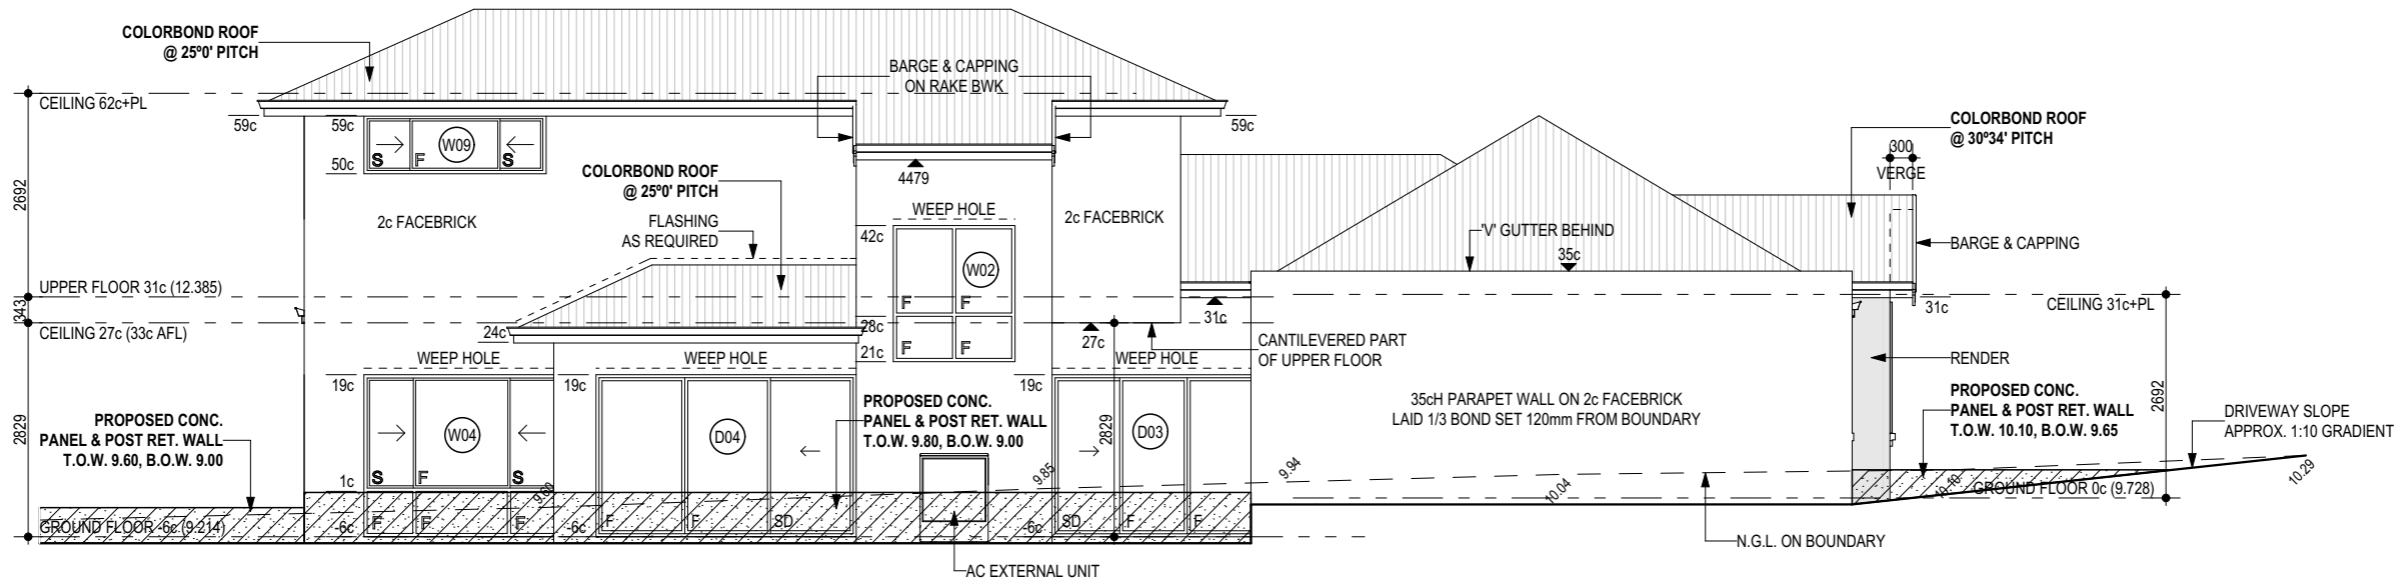 COLORBOND ROOF
@ 25º0' PITCH
CEILING 62c+PL
59c
59c
W09
S
F
S
50c
BARGE & CAPPING
ON RAKE BWK
59c
COLORBOND ROOF
@ 30º34' PITCH
300
VERGE
COLORBOND ROOF
@ 25º0' PITCH
4479
2692
2c FACEBRICK
FLASHING
AS REQUIRED
WEEP HOLE
2c FACEBRICK
42c
W02
F
F
'V' GUTTER BEHIND
35c
BARGE & CAPPING
UPPER FLOOR 31c (12.385)
343
CEILING 27c (33c AFL)
24c
28c
21c
F
F
31c
27c
31c
CEILING 31c+PL
CANTILEVERED PART
OF UPPER FLOOR
WEEP HOLE
WEEP HOLE
WEEP HOLE
RENDER
19c
19c
19c
2829
2829
2692
W04
D04
D03
PROPOSED CONC.
PANEL & POST RET. WALL
T.O.W. 9.60, B.O.W. 9.00
PROPOSED CONC.
PANEL & POST RET. WALL
T.O.W. 9.80, B.O.W. 9.00
35cH PARAPET WALL ON 2c FACEBRICK
LAID 1/3 BOND SET 120mm FROM BOUNDARY
PROPOSED CONC.
PANEL & POST RET. WALL
T.O.W. 10.10, B.O.W. 9.65
DRIVEWAY SLOPE
APPROX. 1:10 GRADIENT
S
F
S
1c
9.60
9.85
9.94
10.04
10.10
10.29
GROUND FLOOR 0c (9.728)
GROUND FLOOR -6c (9.214)
-6c
F
F
F
-6c
F
F
SD
-6c
SD
F
F
N.G.L. ON BOUNDARY
AC EXTERNAL UNIT